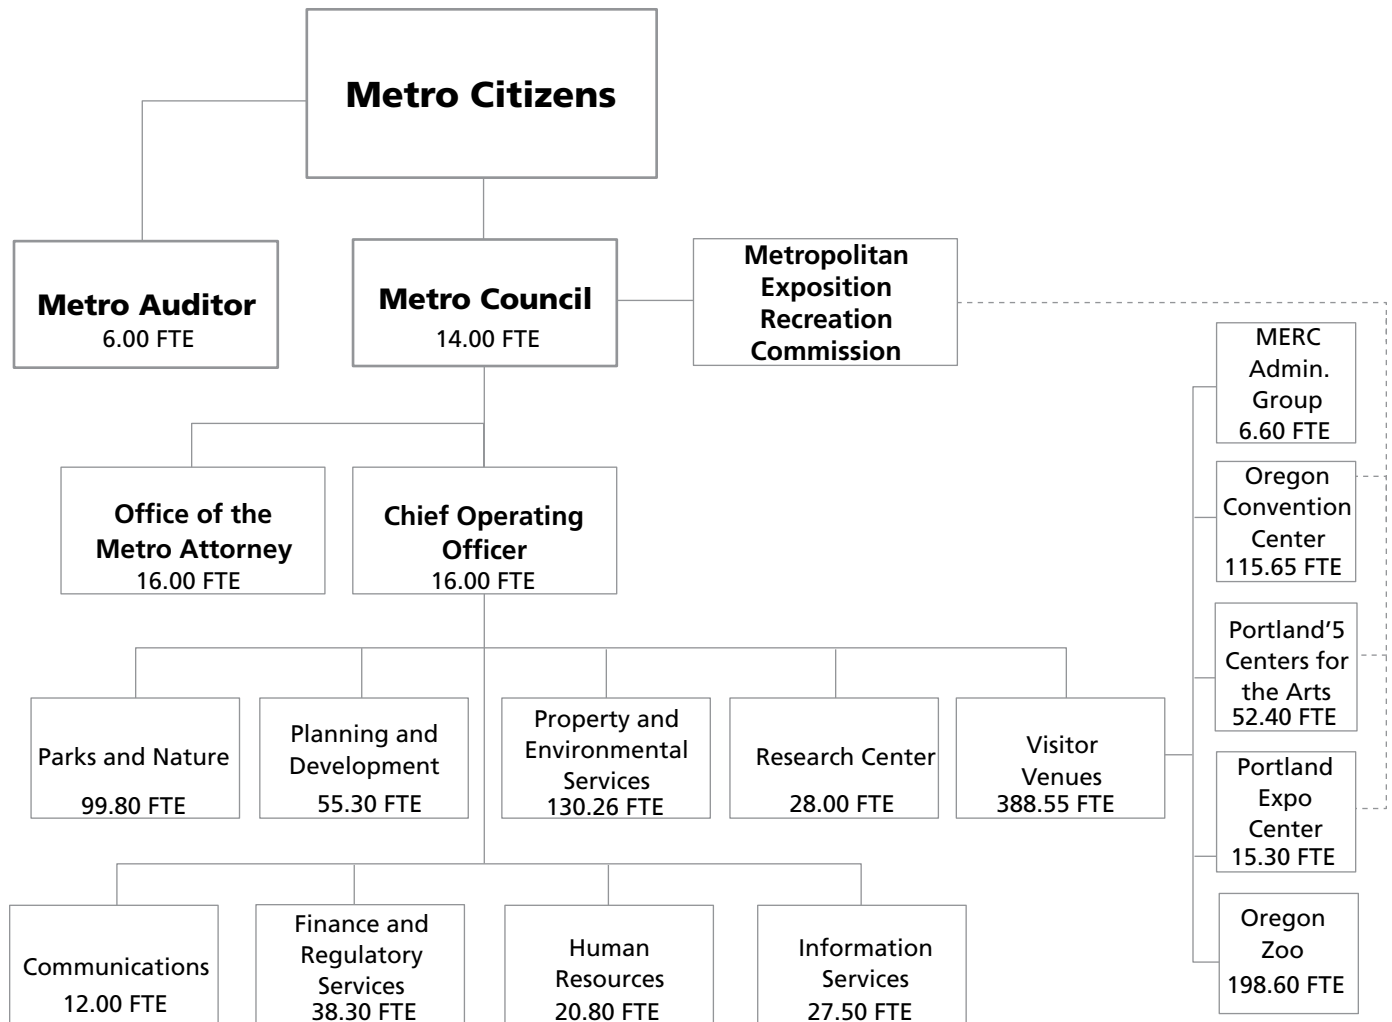 Metro Citizens
Metro Auditor
6.00 FTE
Metro Council
14.00 FTE
Metropolitan
Exposition
Recreation
Commission
Office of the
Metro Attorney
16.00 FTE
Chief Operating
Officer
16.00 FTE
Parks and Nature
99.80 FTE
Planning and
Development
55.30 FTE
Property and
Environmental
Services
130.26 FTE
Research Center
28.00 FTE
Visitor
Venues
388.55 FTE
MERC
Admin.
Group
6.60 FTE
Oregon
Convention
Center
115.65 FTE
Portland'5
Centers for
the Arts
52.40 FTE
Portland
Expo
Center
15.30 FTE
Oregon
Zoo
198.60 FTE
Communications
12.00 FTE
Finance and
Regulatory
Services
38.30 FTE
Human
Resources
20.80 FTE
Information
Services
27.50 FTE